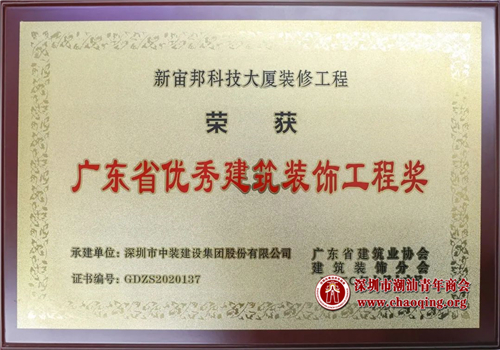 新宙邦科技大厦装修工程
荣 获
广东省优秀建筑装饰工程奖
承建单位：深圳市中装建设集团股份有限公司
证书编号：GDZS2020137
广东省建筑业协会
建筑装饰分会
深圳市潮汕青年商会
www.chaoqing.org